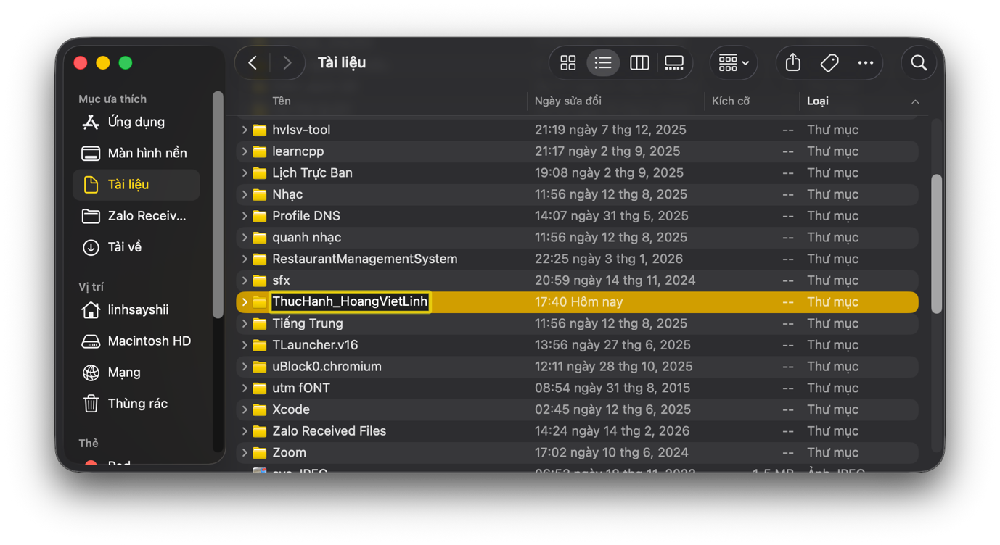 Tài liệu
Mục ưa thích
Ứng dụng
Màn hình nền
Tài liệu
Zalo Receiv...
Tải về
Vị trí
linhsayshii
Macintosh HD
Mạng
Thùng rác
Thẻ
Red
Tên Ngày sửa đổi Kích cỡ Loại
hvlsv-tool 21:19 ngày 7 thg 12, 2025 -- Thư mục
learncpp 21:17 ngày 2 thg 9, 2025 -- Thư mục
Lịch Trực Ban 19:08 ngày 2 thg 9, 2025 -- Thư mục
Nhạc 11:56 ngày 12 thg 8, 2025 -- Thư mục
Profile DNS 14:07 ngày 31 thg 5, 2025 -- Thư mục
quanh nhạc 11:56 ngày 12 thg 8, 2025 -- Thư mục
RestaurantManagementSystem 22:25 ngày 3 thg 1, 2026 -- Thư mục
sfx 20:59 ngày 14 thg 11, 2024 -- Thư mục
ThucHanh_HoangVietLinh 17:40 Hôm nay -- Thư mục
Tiếng Trung 11:56 ngày 12 thg 8, 2025 -- Thư mục
TLauncher.v16 13:56 ngày 27 thg 6, 2025 -- Thư mục
uBlock0.chromium 12:11 ngày 28 thg 10, 2025 -- Thư mục
utm fONT 08:54 ngày 31 thg 8, 2015 -- Thư mục
Xcode 02:45 ngày 12 thg 6, 2025 -- Thư mục
Zalo Received Files 14:24 ngày 14 thg 2, 2026 -- Thư mục
Zoom 17:02 ngày 10 thg 6, 2024 -- Thư mục